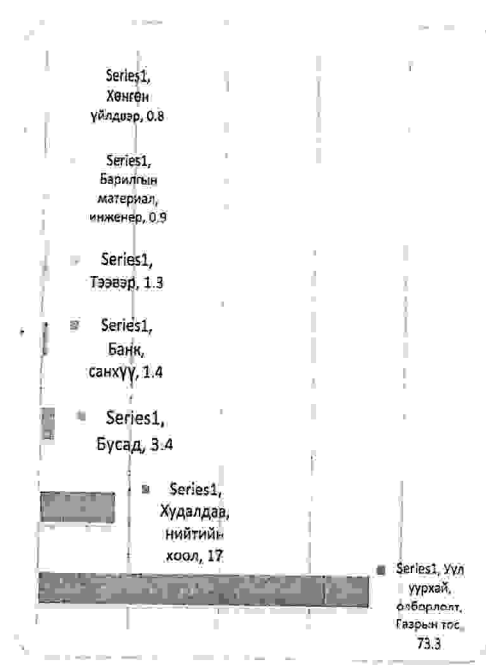 Series1,
Хөнгөн
үйлдвэр, 0.8
Series1,
Барилгын
материал,
инженер, 0.9
Series1,
Тээвэр, 1.3
Series1,
Банк,
санхүү, 1.4
Series1,
Бусад, 3.4
Series1,
Худалдаа,
нийтийн
хоол, 17
Series1, Уул
уурхай,
олборлолт,
Газрын тос,
73.3